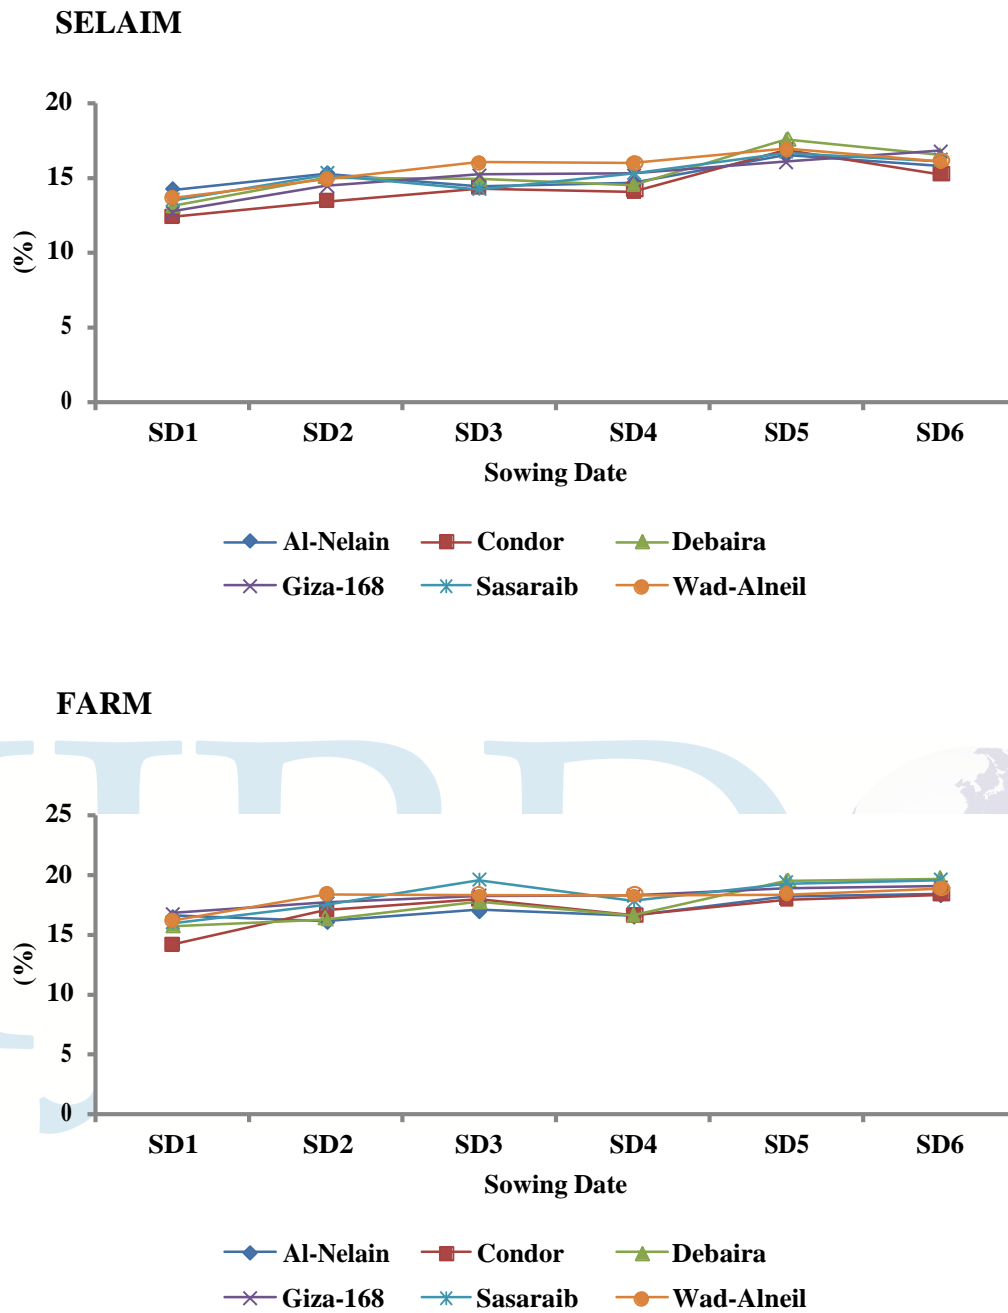 SELAIM
20
15
10
5
0
(%)
SD1 SD2 SD3 SD4 SD5 SD6
Sowing Date
Al-Nelain Condor Debaira
Giza-168 Sasaraib Wad-Alneil
FARM
25
20
15
10
5
0
(%)
SD1 SD2 SD3 SD4 SD5 SD6
Sowing Date
Al-Nelain Condor Debaira
Giza-168 Sasaraib Wad-Alneil